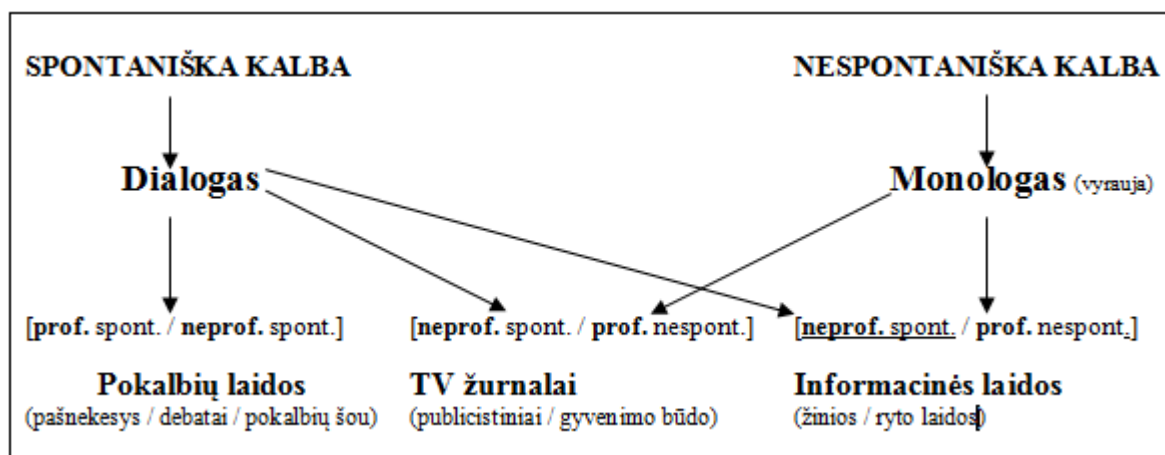 SPONTANIŠKA KALBA NESPONTANIŠKA KALBA
Dialogas Monologas (vyrauja)
[prof. spont. / neprof. spont.] [neprof. spont. / prof. nespont.] [neprof. spont. / prof. nespont.]
Pokalbių laidos TV žurnalai Informacinės laidos
(pašnekesys / debatai / pokalbių šou) (publicistiniai / gyvenimo būdo) (žinios / ryto laidos)